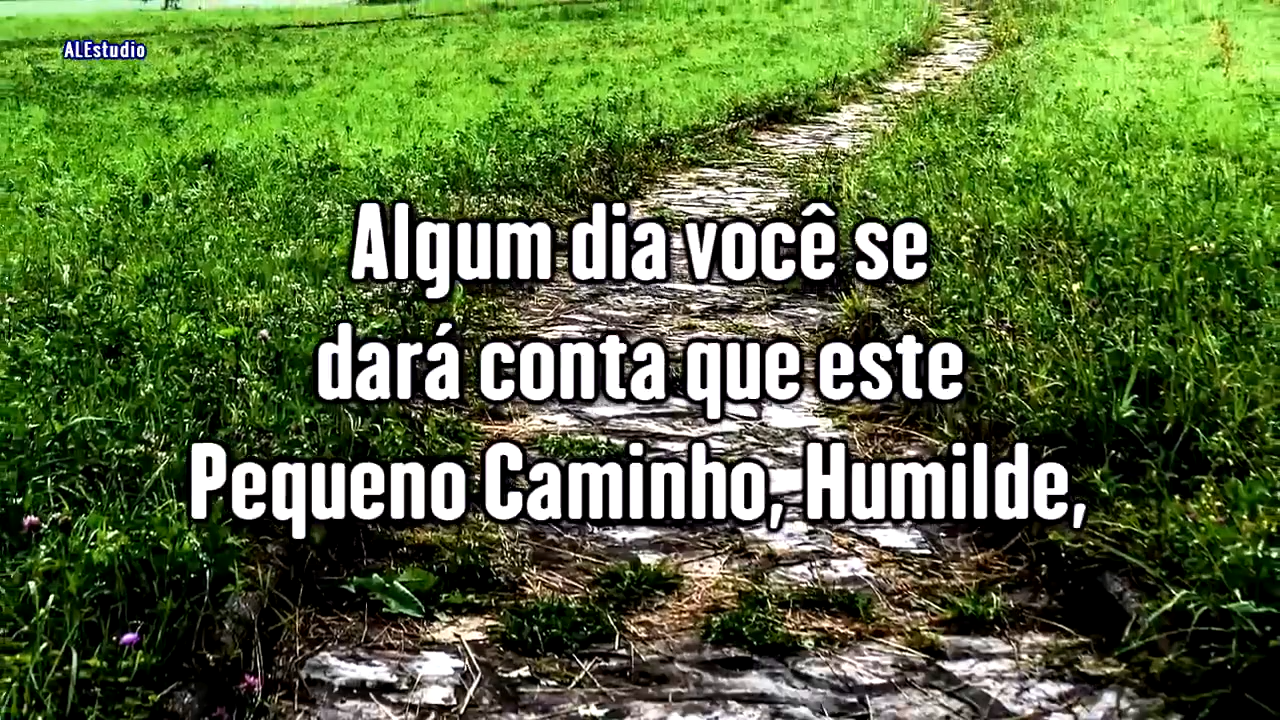 ALEstudio
Algum dia você se
dará conta que este
Pequeno Caminho, Humilde,